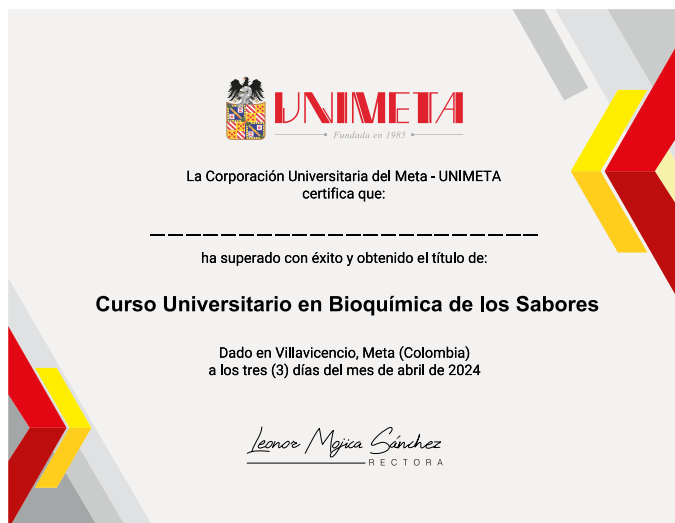 UNIMETA
Fundada en 1985
La Corporación Universitaria del Meta - UNIMETA
certifica que:
ha superado con éxito y obtenido el título de:
Curso Universitario en Bioquímica de los Sabores
Dado en Villavicencio, Meta (Colombia)
a los tres (3) días del mes de abril de 2024
Leonor Mojica Sánchez
RECTORA